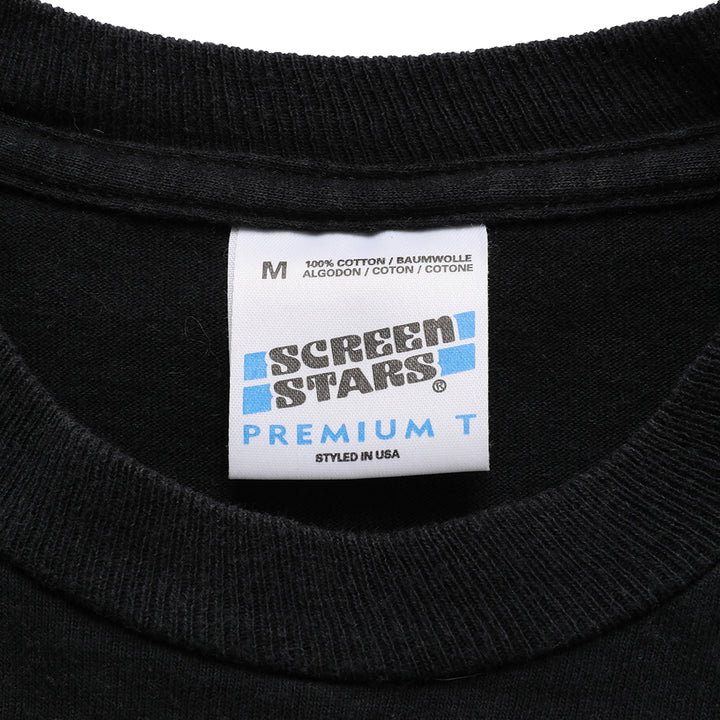 M 100% COTTON / BAUMWOLLE
ALGODON / COTON / COTONE
SCREEN
STARS®
PREMIUM T
STYLED IN USA